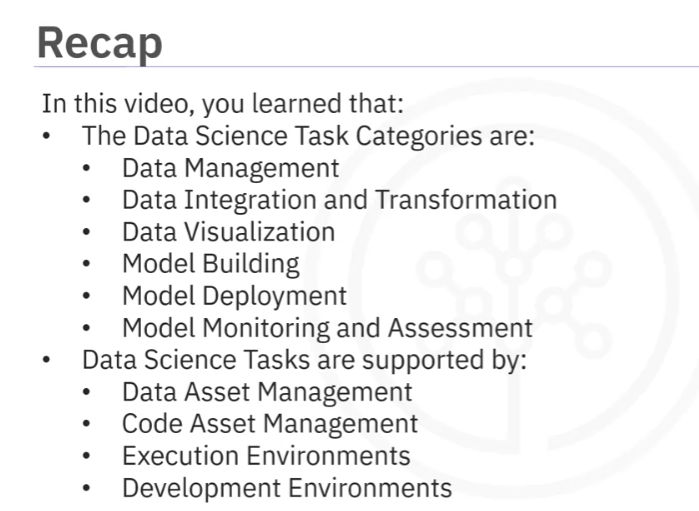 Recap
In this video, you learned that:
• The Data Science Task Categories are:
• Data Management
• Data Integration and Transformation
• Data Visualization
• Model Building
• Model Deployment
• Model Monitoring and Assessment
• Data Science Tasks are supported by:
• Data Asset Management
• Code Asset Management
• Execution Environments
• Development Environments